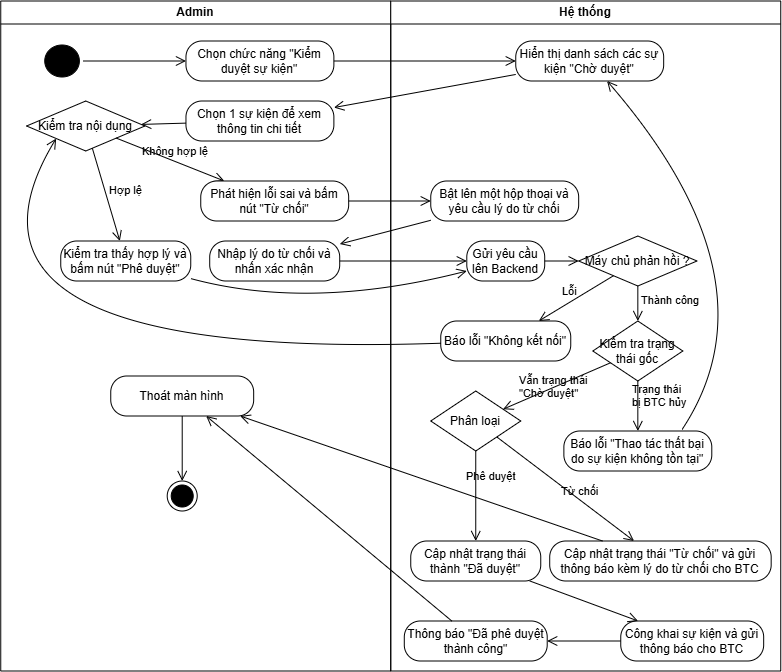 Admin
Hệ thống
Chọn chức năng "Kiểm
duyệt sự kiện"
Hiển thị danh sách các sự
kiện "Chờ duyệt"
Chọn 1 sự kiện để xem
thông tin chi tiết
Kiểm tra nội dụng
Không hợp lệ
Hợp lệ
Phát hiện lỗi sai và bấm
nút "Từ chối"
Bật lên một hộp thoại và
yêu cầu lý do từ chối
Kiểm tra thấy hợp lý và
bấm nút "Phê duyệt"
Nhập lý do từ chối và
nhấn xác nhận
Gửi yêu cầu
lên Backend
Máy chủ phản hồi ?
Lỗi
Thành công
Báo lỗi "Không kết nối"
Kiểm tra trạng
thái gốc
Vẫn trạng thái
"Chờ duyệt"
Trạng thái
bị BTC hủy
Thoát màn hình
Phân loại
Báo lỗi "Thao tác thất bại
do sự kiện không tồn tại"
Phê duyệt
Từ chối
Cập nhật trạng thái
thành "Đã duyệt"
Cập nhật trạng thái "Từ chối" và gửi
thông báo kèm lý do từ chối cho BTC
Thông báo "Đã phê duyệt
thành công"
Công khai sự kiện và gửi
thông báo cho BTC